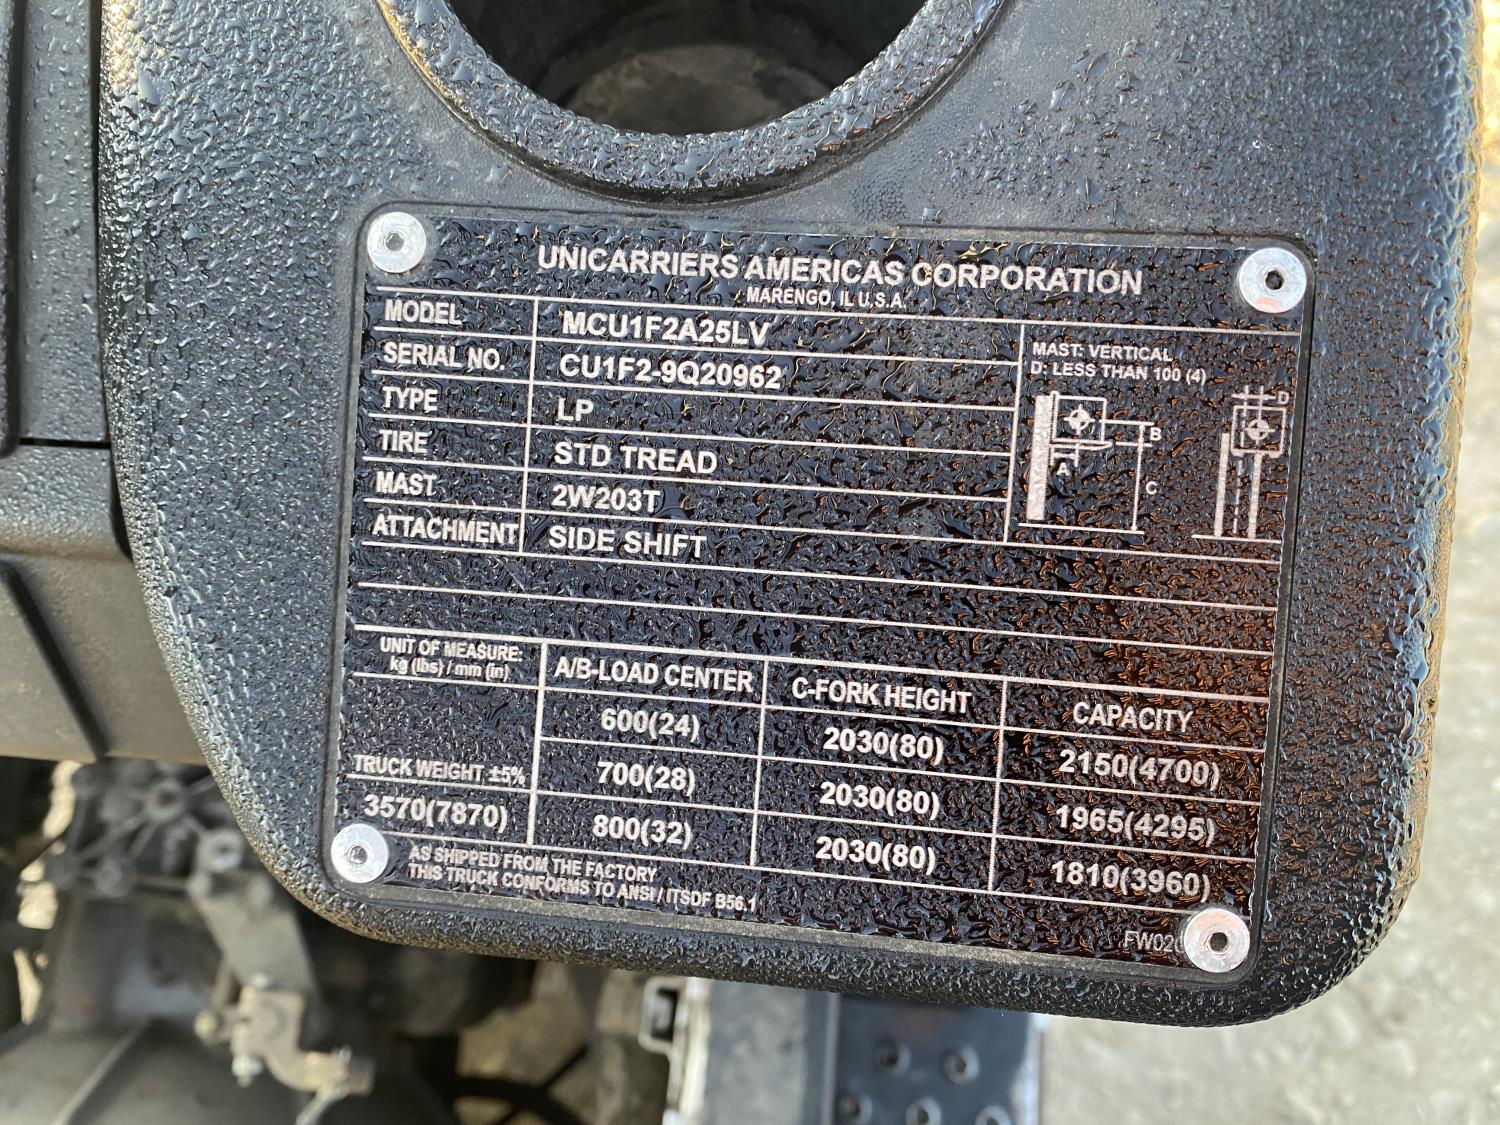 UNICARRIERS AMERICAS CORPORATION
MARENGO, IL U.S.A.
MODEL MCU1F2A25LV
SERIAL NO. CU1F2-9Q20962
TYPE LP
TIRE STD TREAD
MAST 2W203T
ATTACHMENT SIDE SHIFT
MAST: VERTICAL
D: LESS THAN 100 (4)
D
B
A
C
UNIT OF MEASURE:
kg (lbs) / mm (in)
A/B-LOAD CENTER C-FORK HEIGHT CAPACITY
600(24) 2030(80) 2150(4700)
TRUCK WEIGHT ±5% 700(28) 2030(80) 1965(4295)
3570(7870) 800(32) 2030(80) 1810(3960)
AS SHIPPED FROM THE FACTORY
THIS TRUCK CONFORMS TO ANSI / ITSDF B56.1